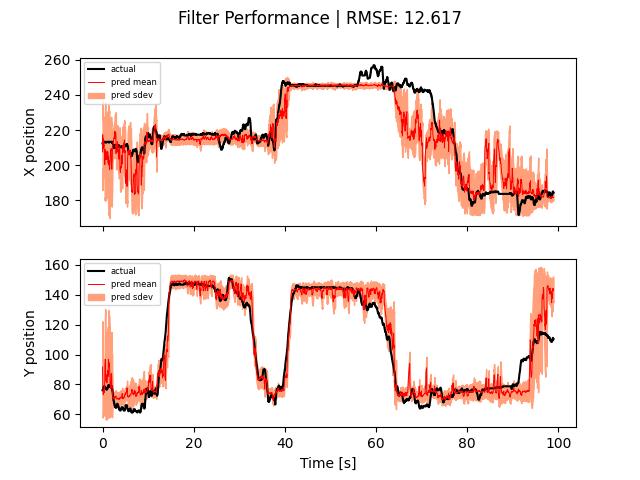 Filter Performance | RMSE: 12.617
260
240
220
200
180
X position
actual
pred mean
pred sdev
160
140
120
100
80
60
Y position
actual
pred mean
pred sdev
0 20 40 60 80 100
Time [s]